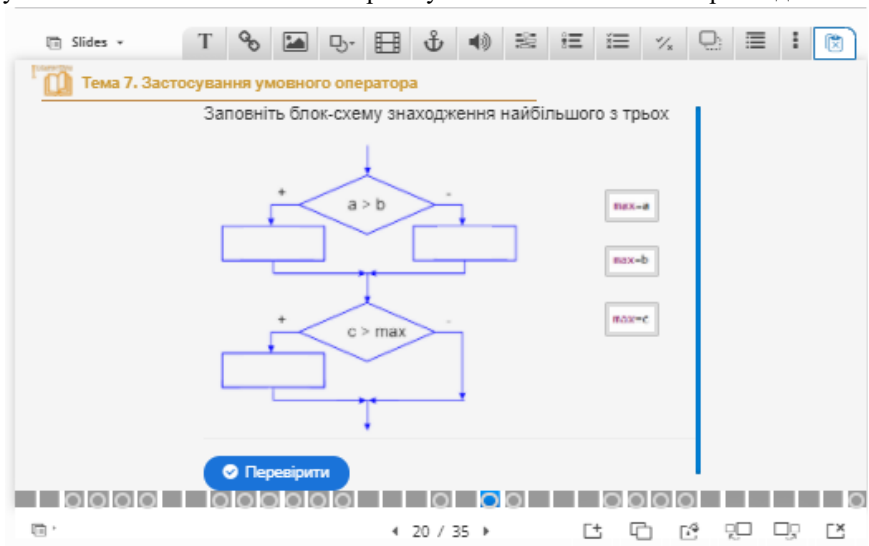 Slides
Тема 7. Застосування умовного оператора
Заповніть блок-схему знаходження найбільшого з трьох
+
-
a > b
max=a
max=b
+
-
c > max
max=c
Перевірити
20 / 35